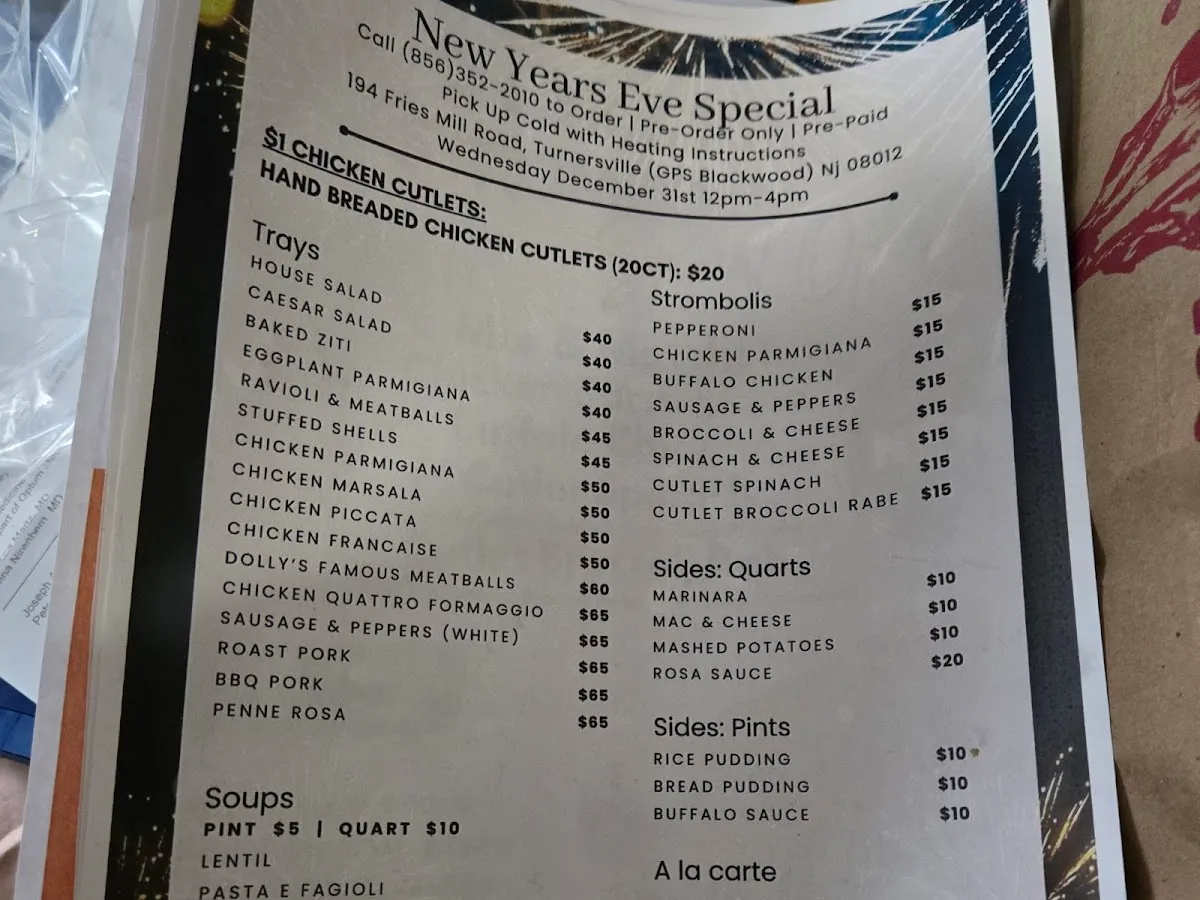 New Years Eve Special
Call (856)352-2010 to Order | Pre-Order Only | Pre-Paid
Pick Up Cold with Heating Instructions
194 Fries Mill Road, Turnersville (GPS Blackwood) Nj 08012
Wednesday December 31st 12pm-4pm
$1 CHICKEN CUTLETS:
HAND BREADED CHICKEN CUTLETS (20CT): $20
Trays
HOUSE SALAD $40
CAESAR SALAD $40
BAKED ZITI $40
EGGPLANT PARMIGIANA $40
RAVIOLI & MEATBALLS $45
STUFFED SHELLS $45
CHICKEN PARMIGIANA $50
CHICKEN MARSALA $50
CHICKEN PICCATA $50
CHICKEN FRANCAISE $50
DOLLY'S FAMOUS MEATBALLS $60
CHICKEN QUATTRO FORMAGGIO $65
SAUSAGE & PEPPERS (WHITE) $65
ROAST PORK $65
BBQ PORK $65
PENNE ROSA $65
Soups
PINT $5 | QUART $10
LENTIL
PASTA E FAGIOLI
Strombolis
PEPPERONI $15
CHICKEN PARMIGIANA $15
BUFFALO CHICKEN $15
SAUSAGE & PEPPERS $15
BROCCOLI & CHEESE $15
SPINACH & CHEESE $15
CUTLET SPINACH $15
CUTLET BROCCOLI RABE $15
Sides: Quarts
MARINARA $10
MAC & CHEESE $10
MASHED POTATOES $10
ROSA SAUCE $20
Sides: Pints
RICE PUDDING $10
BREAD PUDDING $10
BUFFALO SAUCE $10
A la carte
part of Optum
MD
MD
Joseph